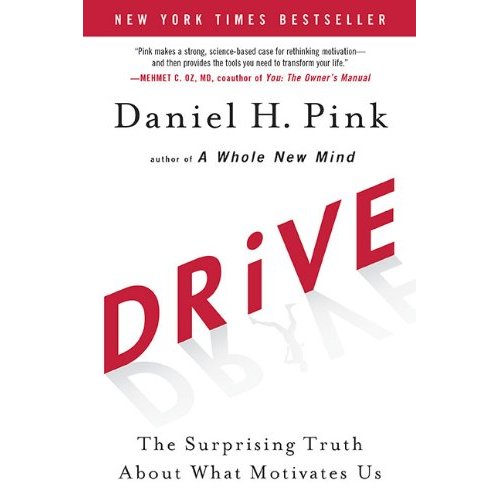 NEW YORK TIMES BESTSELLER
"Pink makes a strong, science-based case for rethinking motivation—
and then provides the tools you need to transform your life."
—MEHMET C. OZ, MD, coauthor of You: The Owner's Manual
Daniel H. Pink
author of A Whole New Mind
DRiVE
The Surprising Truth
About What Motivates Us